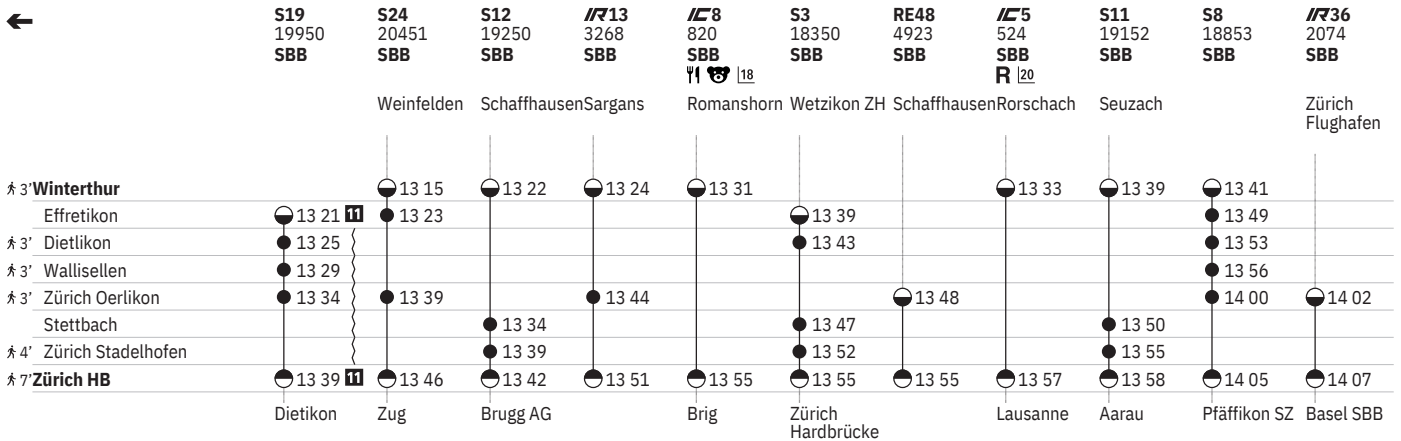 S19 S24 S12 IR13 IC8 S3 RE48 IC5 S11 S8 IR36
19950 20451 19250 3268 820 18350 4923 524 19152 18853 2074
SBB SBB SBB SBB SBB SBB SBB SBB SBB SBB SBB
18 R 20
Weinfelden Schaffhausen Sargans Romanshorn Wetzikon ZH Schaffhausen Rorschach Seuzach Zürich
Flughafen
3' Winterthur 13 15 13 22 13 24 13 31 13 33 13 39 13 41
Effretikon 13 21 11 13 23 13 39 13 49
3' Dietlikon 13 25 13 43 13 53
3' Wallisellen 13 29 13 56
3' Zürich Oerlikon 13 34 13 39 13 44 13 48 14 00 14 02
Stettbach 13 34 13 47 13 50
4' Zürich Stadelhofen 13 39 13 52 13 55
7' Zürich HB 13 39 11 13 46 13 42 13 51 13 55 13 55 13 55 13 57 13 58 14 05 14 07
Dietikon Zug Brugg AG Brig Zürich Lausanne Aarau Pfäffikon SZ Basel SBB
Hardbrücke